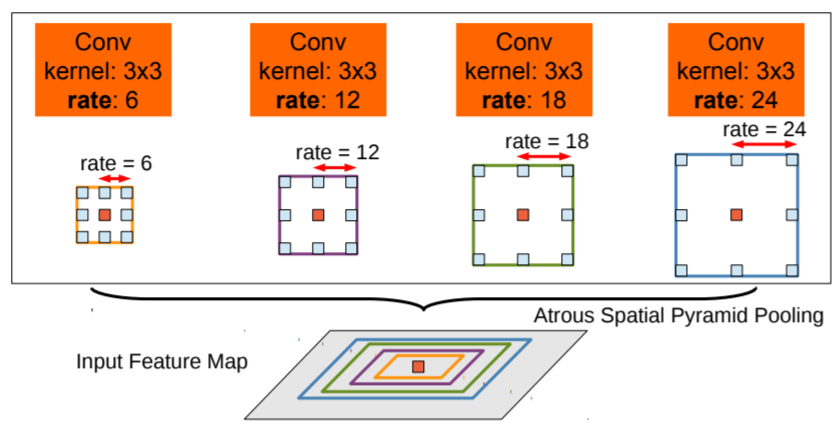 Conv
kernel: 3x3
rate: 6
Conv
kernel: 3x3
rate: 12
Conv
kernel: 3x3
rate: 18
Conv
kernel: 3x3
rate: 24
rate = 6
rate = 12
rate = 18
rate = 24
Atrous Spatial Pyramid Pooling
Input Feature Map